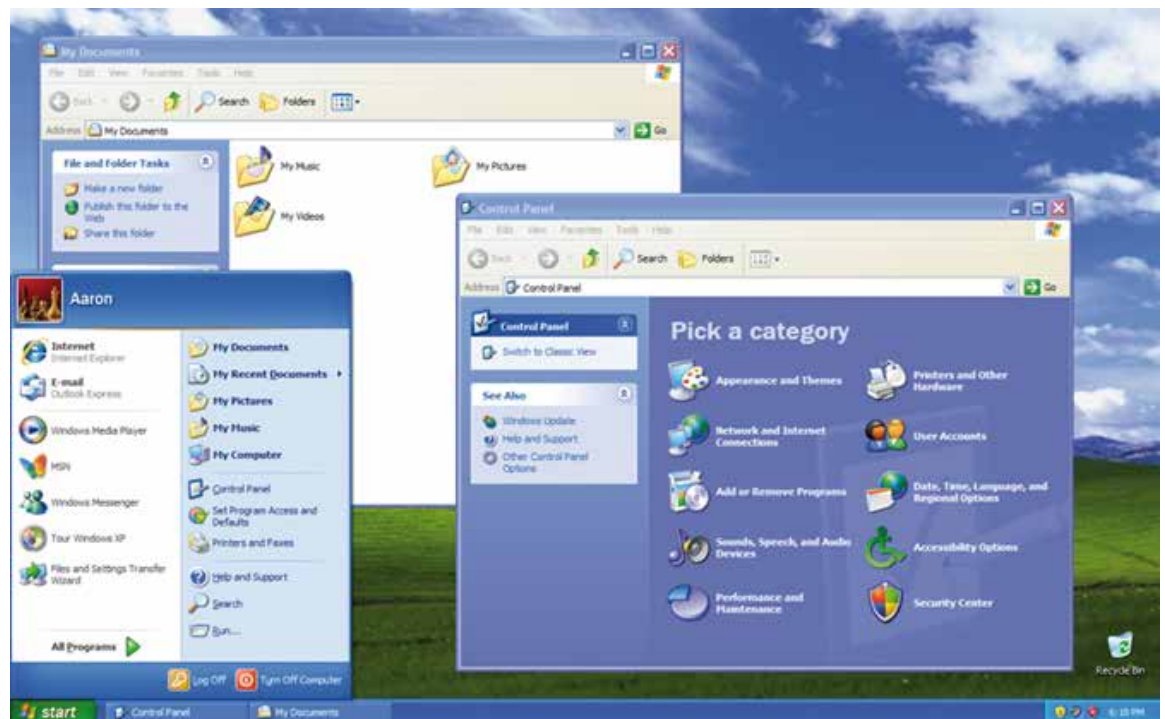 My Documents
File Edit View Favorites Tools Help
Back Search Folders
Address My Documents Go
File and Folder Tasks
Make a new folder
Publish this folder to the
Web
Share this folder
My Music
My Pictures
My Videos
Control Panel
File Edit View Favorites Tools Help
Back Search Folders
Address Control Panel Go
Control Panel
Switch to Classic View
See Also
Windows Update
Help and Support
Other Control Panel
Options
Pick a category
Appearance and Themes
Printers and Other
Hardware
Network and Internet
Connections
User Accounts
Add or Remove Programs
Date, Time, Language, and
Regional Options
Sounds, Speech, and Audio
Devices
Accessibility Options
Performance and
Maintenance
Security Center
Aaron
Internet
Internet Explorer
E-mail
Outlook Express
Windows Media Player
MSN
Windows Messenger
Tour Windows XP
Files and Settings Transfer
Wizard
All Programs
My Documents
My Recent Documents
My Pictures
My Music
My Computer
Control Panel
Set Program Access and
Defaults
Printers and Faxes
Help and Support
Search
Run...
Log Off Turn Off Computer
Recycle Bin
start Control Panel My Documents 6:15 PM